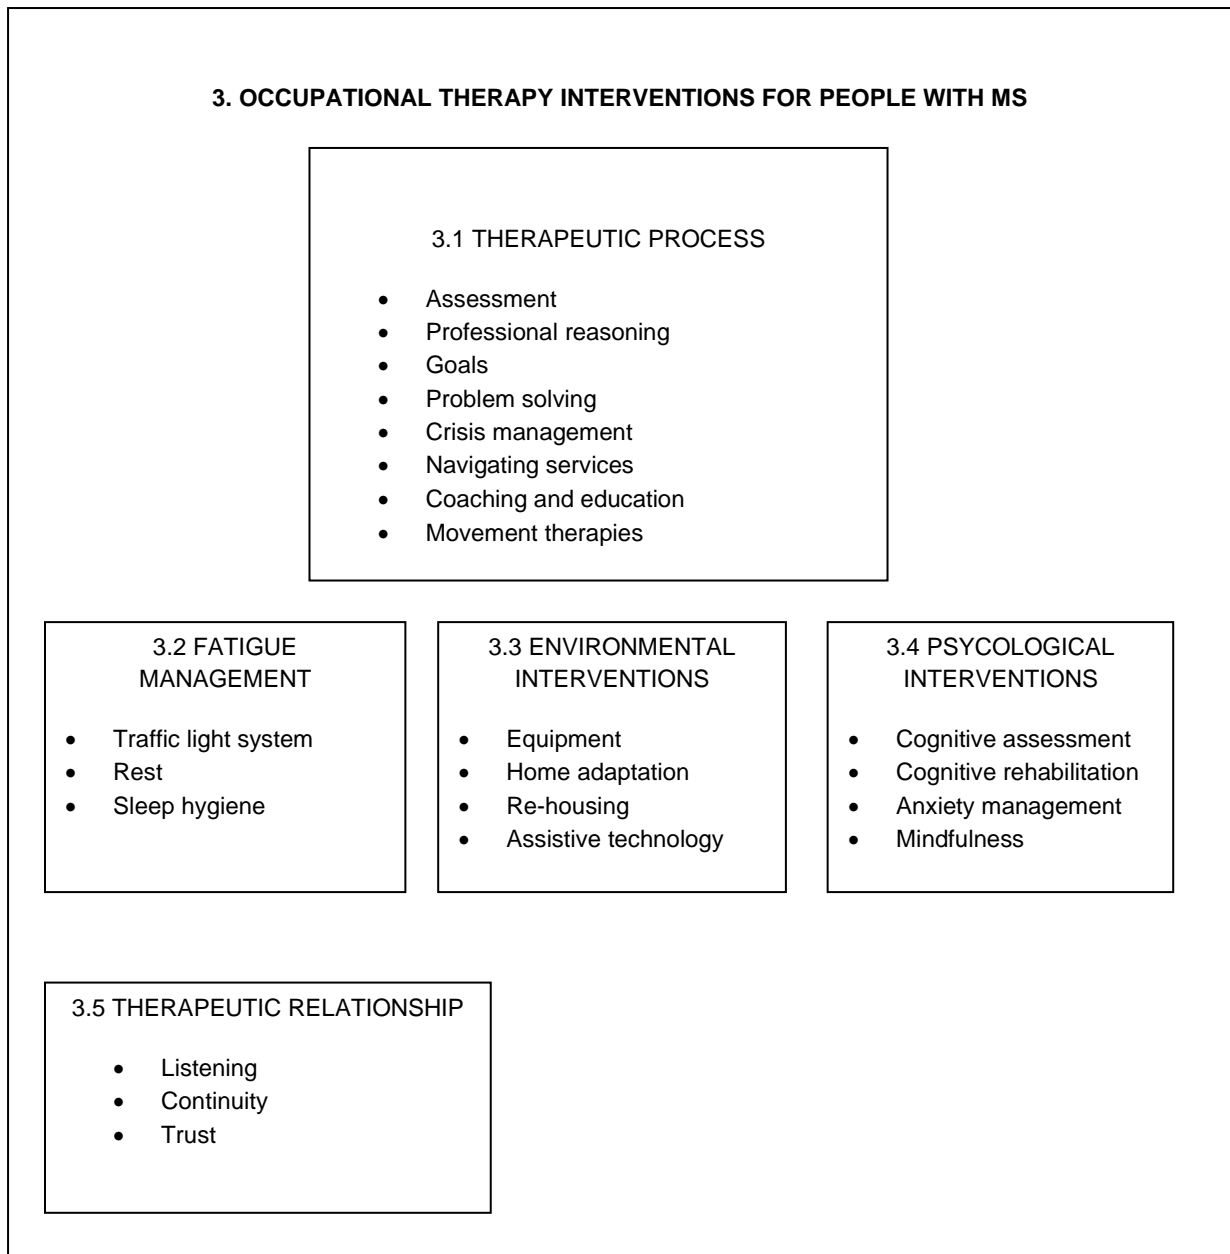 3. OCCUPATIONAL THERAPY INTERVENTIONS FOR PEOPLE WITH MS
3.1 THERAPEUTIC PROCESS
• Assessment
• Professional reasoning
• Goals
• Problem solving
• Crisis management
• Navigating services
• Coaching and education
• Movement therapies
3.2 FATIGUE
MANAGEMENT
• Traffic light system
• Rest
• Sleep hygiene
3.3 ENVIRONMENTAL
INTERVENTIONS
• Equipment
• Home adaptation
• Re-housing
• Assistive technology
3.4 PSYCOLOGICAL
INTERVENTIONS
• Cognitive assessment
• Cognitive rehabilitation
• Anxiety management
• Mindfulness
3.5 THERAPEUTIC RELATIONSHIP
• Listening
• Continuity
• Trust